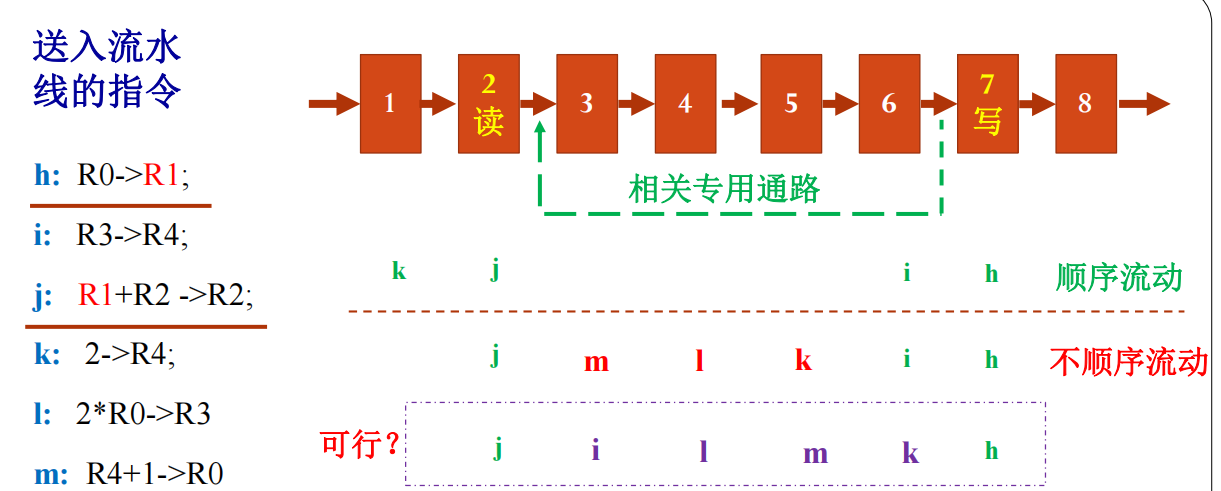 送入流水
线的指令
h: R0->R1;
i: R3->R4;
j: R1+R2 ->R2;
k: 2->R4;
l: 2*R0->R3
m: R4+1->R0
1 2 3 4 5 6 7 8
读 写
相关专用通路
k j i h 顺序流动
j m l k i h 不顺序流动
可行? j i l m k h